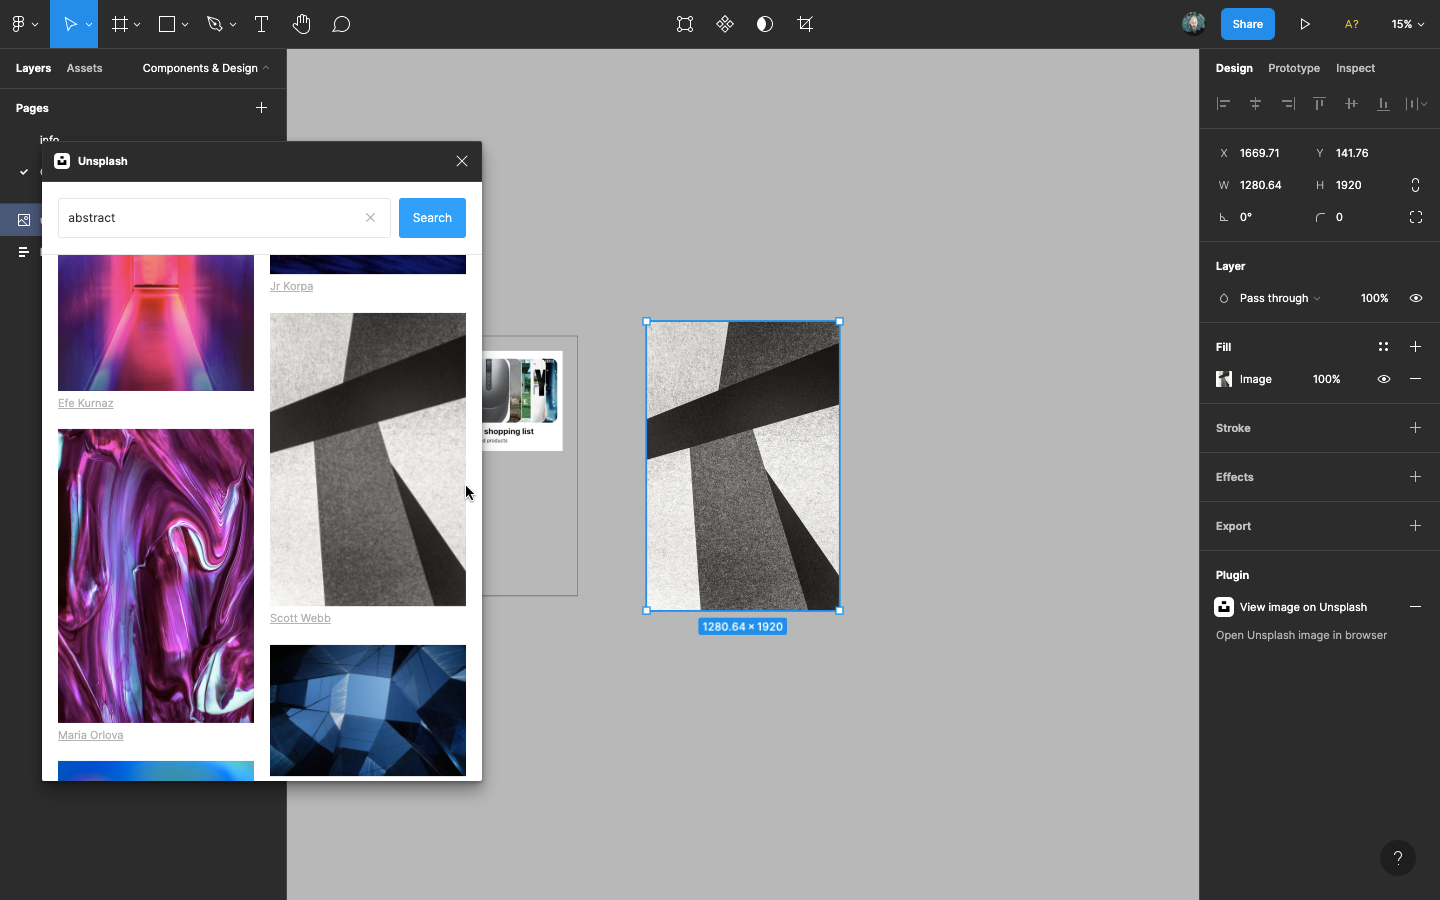 Share
A?
15%
Layers
Assets
Components & Design
Design
Prototype
Inspect
Pages
info
Unsplash
X 1669.71
Y 141.76
W 1280.64
H 1920
0°
0
abstract
Search
Layer
Jr Korpa
Pass through
100%
Fill
Image
100%
Efe Kurnaz
shopping list
products
Stroke
Effects
Export
Plugin
View image on Unsplash
Scott Webb
1280.64 × 1920
Open Unsplash image in browser
Maria Orlova
?